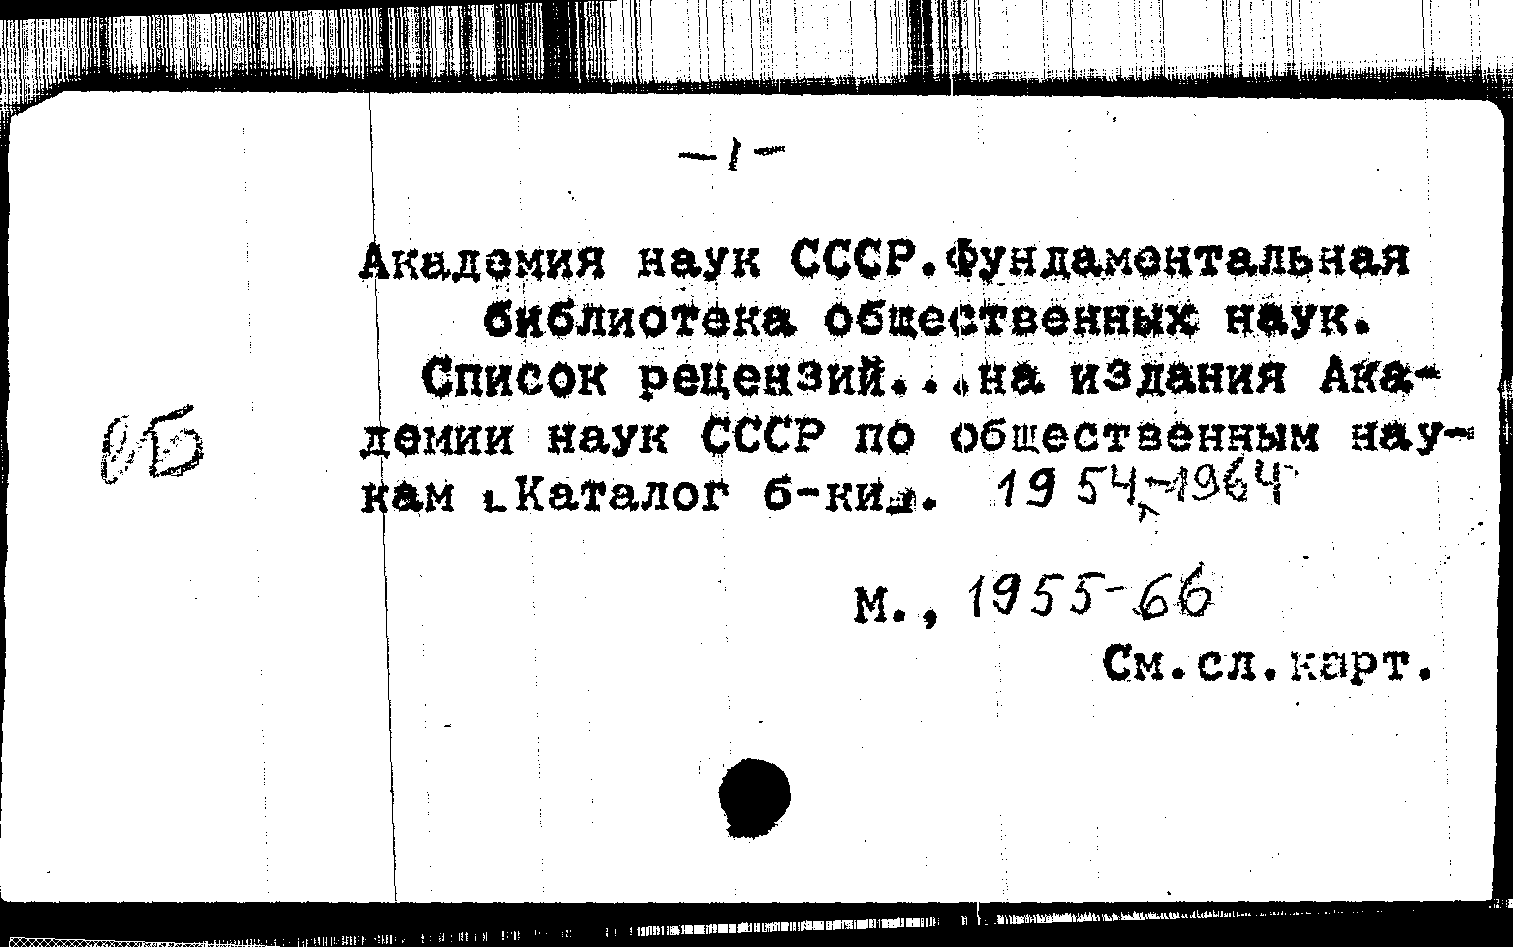 -1-
Академия наук СССР.Фундаментальная
библиотека общественных наук.
Список рецензий...на издания Ака-
демии наук СССР по общественным нау-
кам Каталог б-ки. 1954-1964
М., 1955-66
См.сл.карт.